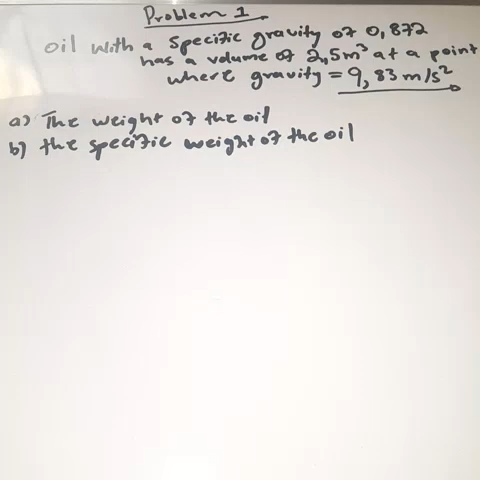 Problem 1
oil with a specific gravity of 0,872
has a volume of 2,5m³ at a point
where gravity = 9,83 m/s²
a) The weight of the oil
b) the specific weight of the oil